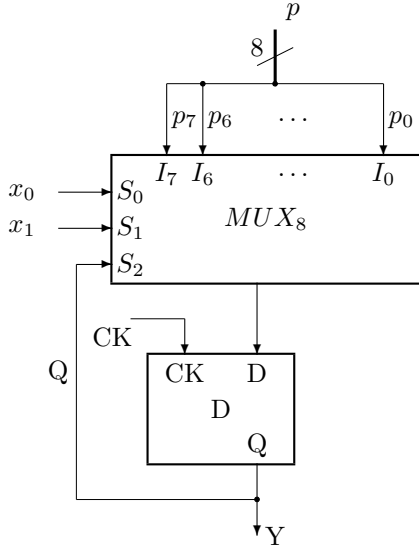 p
8
p₇ p₆ ⋯ p₀
I₇ I₆ ⋯ I₀
x₀ S₀
MUX₈
x₁ S₁
S₂
CK
Q
CK D
D
Q
Y